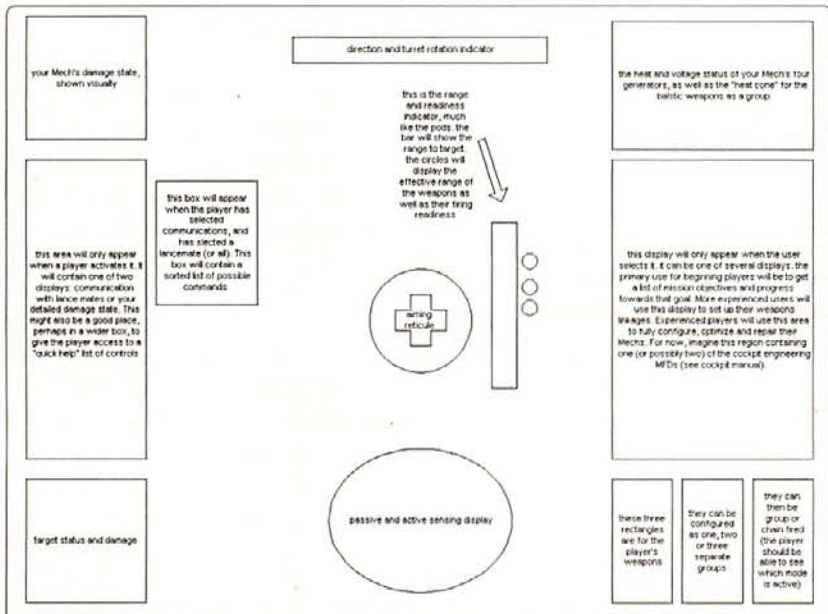 your Mech's damage state,
shown visually
direction and turret rotation indicator
the heat and voltage status of your Mech's four
generators, as well as the "heat cone" for the
balistic weapons as a group
this is the range
and readiness
indicator, much
like the pods. the
bar will show the
range to target.
the circles will
display the
effective range of
the weapons as
well as their firing
readiness
this area will only appear
when a player activates it. it
will contain one of two
displays: communication
with lance mates or your
detailed damage state. This
might also be a good place,
perhaps in a wider box, to
give the player access to a
"quick help" list of controls
this box will appear
when the player has
selected
communications, and
has slected a
lancemate (or all). This
box will contain a
sorted list of possible
commands
aiming
reticule
this display will only appear when the user
selects it. it can be one of several displays. the
primary use for beginning players will be to get
a list of mission objectives and progress
towards that goal. More experienced users will
use this display to set up their weapons
linkages. Experienced players will use this area
to fully configure, optimize and repair their
Mechs. For now, imagine this region containing
one (or possibly two) of the cockpit engineering
MFDs (see cockpit manual).
target status and damage
passive and active sensing display
these three
rectangles
are for the
player's
weapons
they can be
configured
as one, two
or three
separate
groups
they can
then be
group or
chain fired
(the player
should be
able to see
which mode
is active)